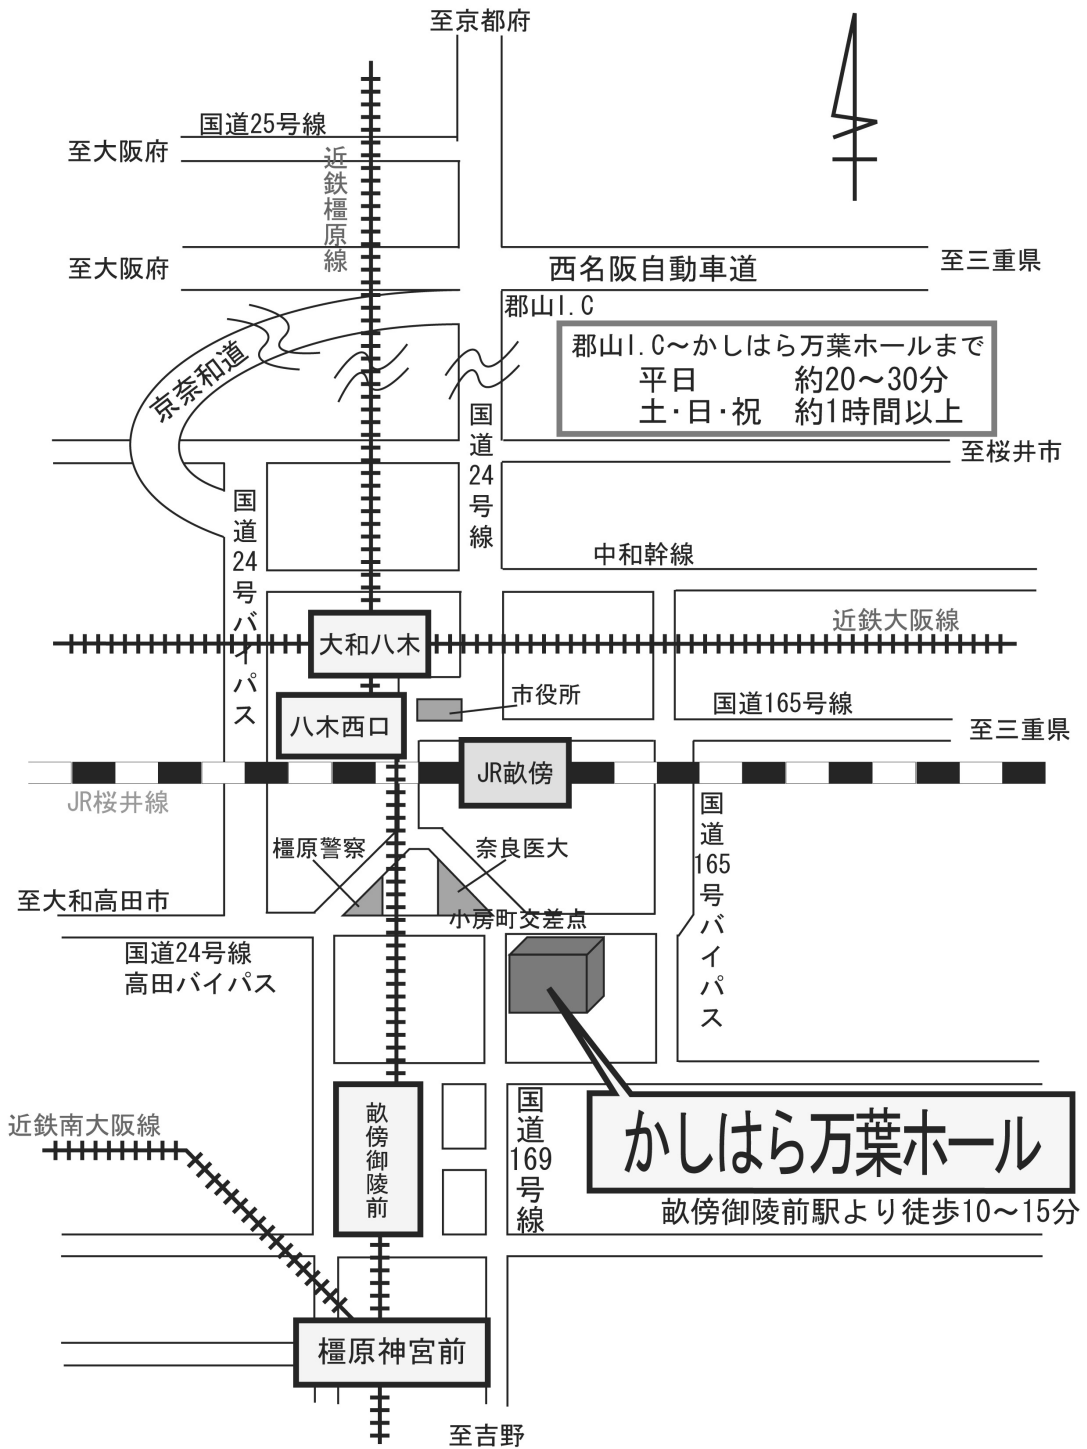 至京都府
国道25号線
至大阪府
近鉄橿原線
至大阪府
西名阪自動車道
至三重県
郡山I.C
郡山I.C～かしはら万葉ホールまで
平日 約20～30分
土・日・祝 約1時間以上
京奈和道
国道24号線
至桜井市
国道24号バイパス
中和幹線
近鉄大阪線
大和八木
市役所
国道165号線
八木西口
至三重県
JR畝傍
JR桜井線
国道165号バイパス
橿原警察
奈良医大
至大和高田市
小房町交差点
国道24号線
高田バイパス
畝傍御陵前
国道169号線
近鉄南大阪線
かしはら万葉ホール
畝傍御陵前駅より徒歩10～15分
橿原神宮前
至吉野